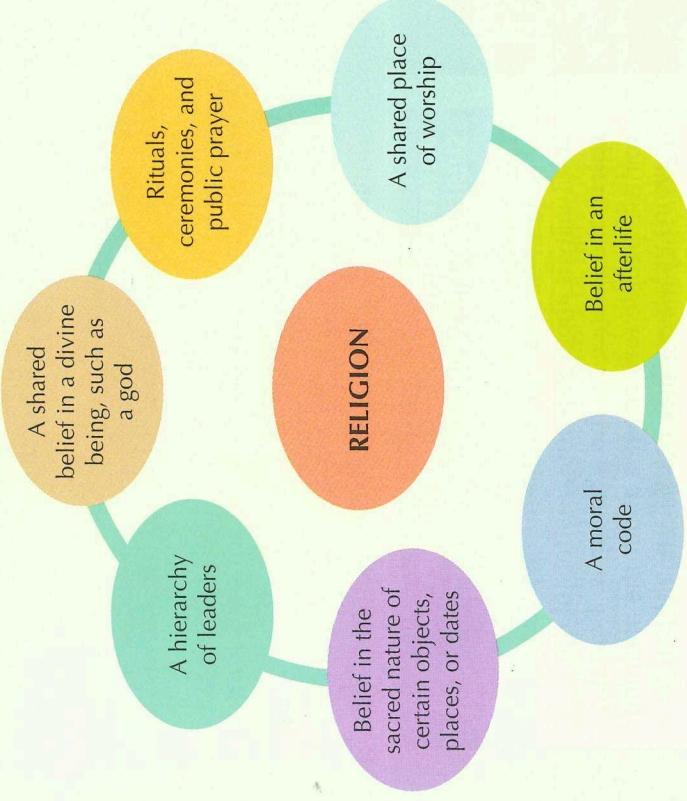 A shared
belief in a divine
being, such as
a god
Rituals,
ceremonies, and
public prayer
A shared place
of worship
Belief in an
afterlife
A moral
code
Belief in the
sacred nature of
certain objects,
places, or dates
A hierarchy
of leaders
RELIGION